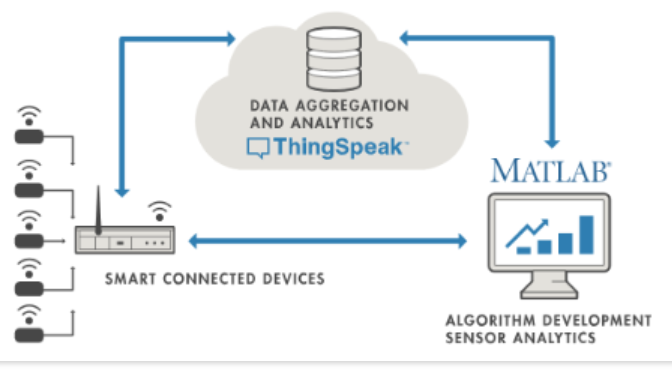 DATA AGGREGATION
AND ANALYTICS
ThingSpeak™
MATLAB®
SMART CONNECTED DEVICES
ALGORITHM DEVELOPMENT
SENSOR ANALYTICS